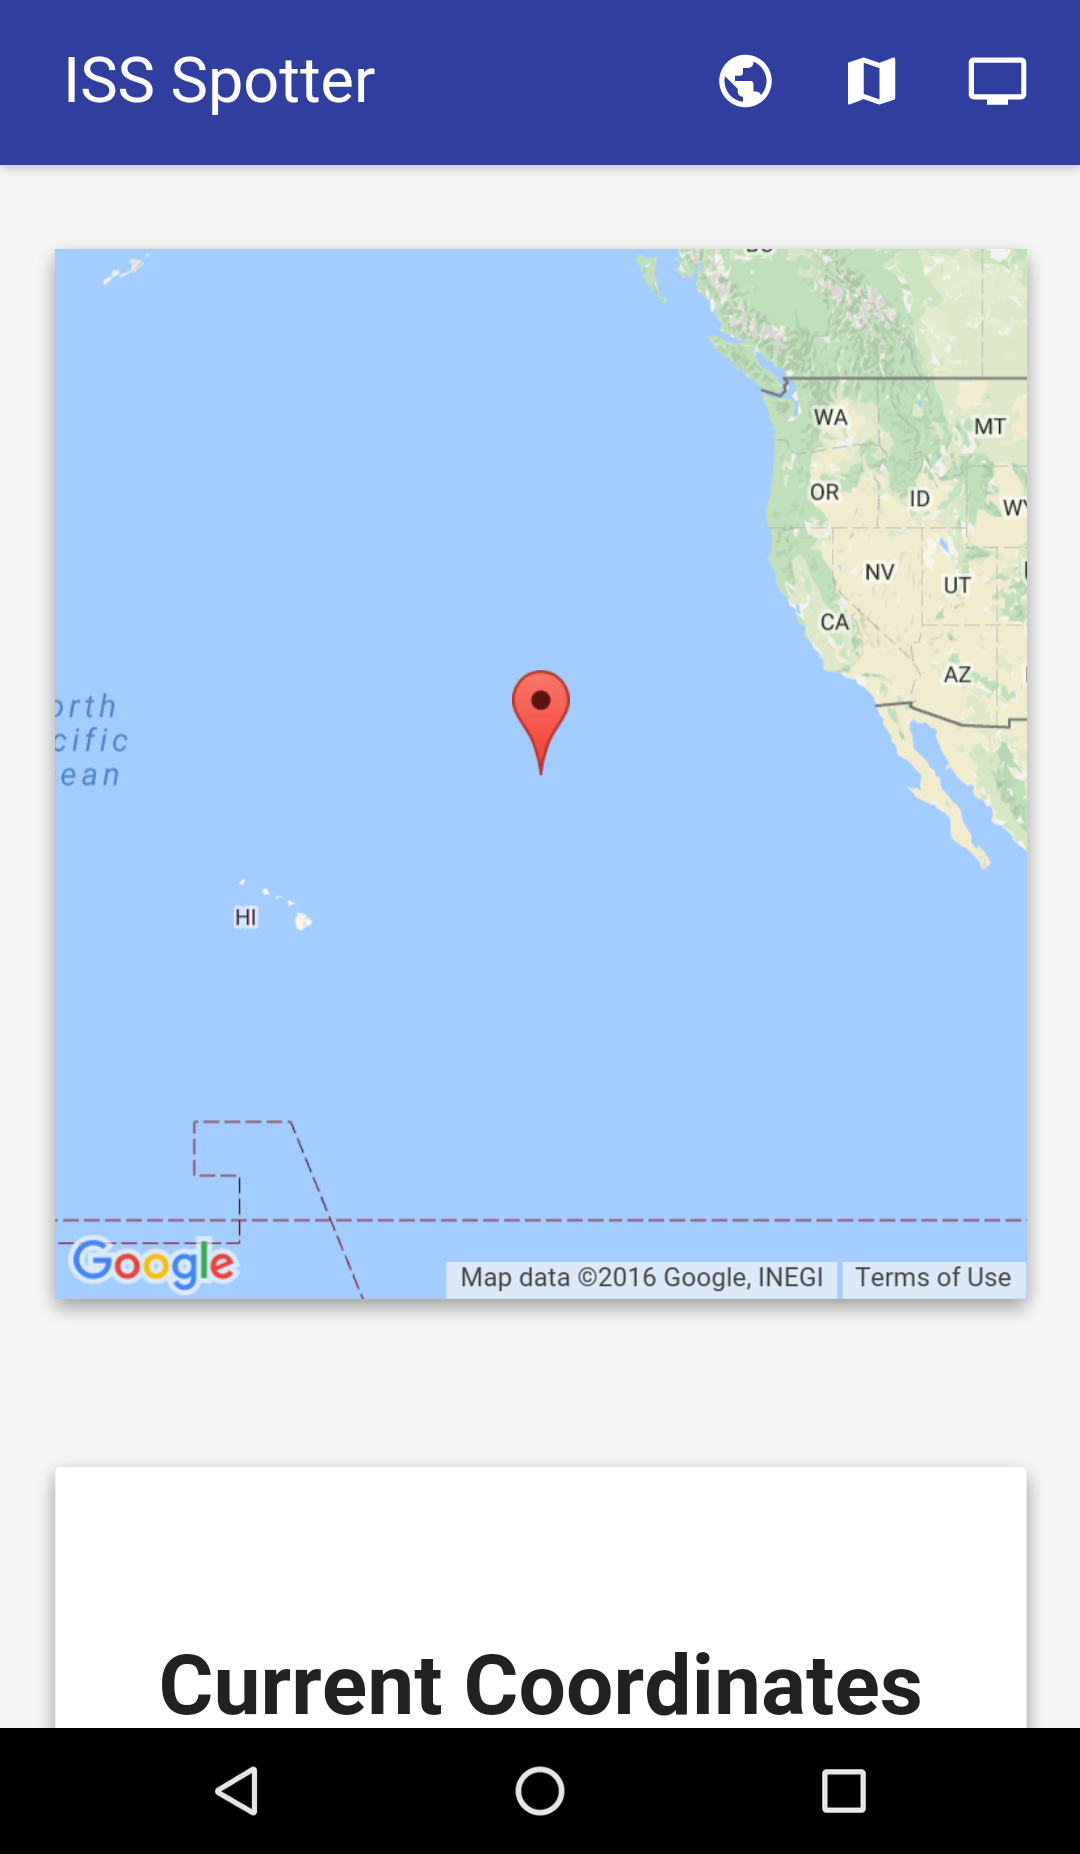 ISS Spotter
WA
MT
OR
ID
WY
NV
UT
CA
AZ
orth
cific
ean
HI
Google
Map data ©2016 Google, INEGI
Terms of Use
Current Coordinates